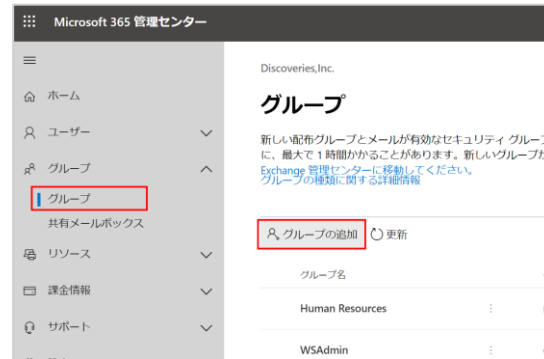 Microsoft 365 管理センター
Discoveries,Inc.
ホーム
グループ
ユーザー
新しい配布グループとメールが有効なセキュリティ グループ
に、最大で 1 時間かかることがあります。新しいグループが
グループ
Exchange 管理センターに移動してください。
グループの種類に関する詳細情報
グループ
共有メールボックス
グループの追加 更新
リソース
グループ名
課金情報
Human Resources
サポート
WSAdmin